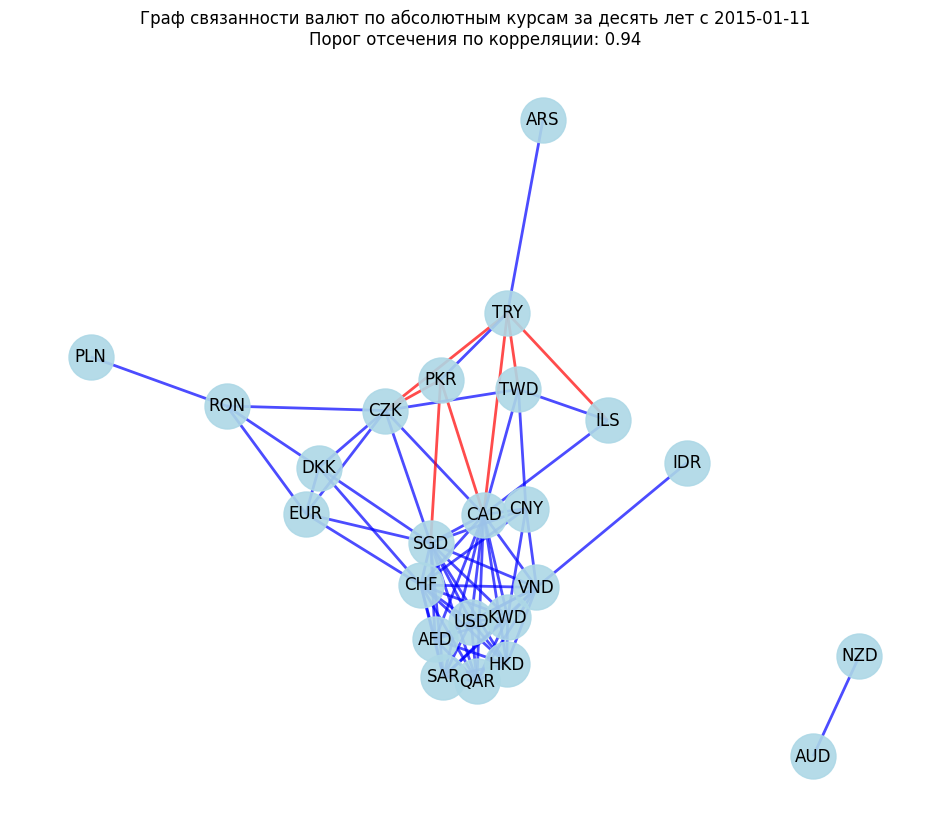 Граф связанности валют по абсолютным курсам за десять лет с 2015-01-11
Порог отсечения по корреляции: 0.94
ARS
TRY
PLN
PKR
TWD
RON
CZK
ILS
IDR
DKK
EUR
CAD
CNY
SGD
CHF
VND
USD
KWD
AED
NZD
HKD
SAR
QAR
AUD